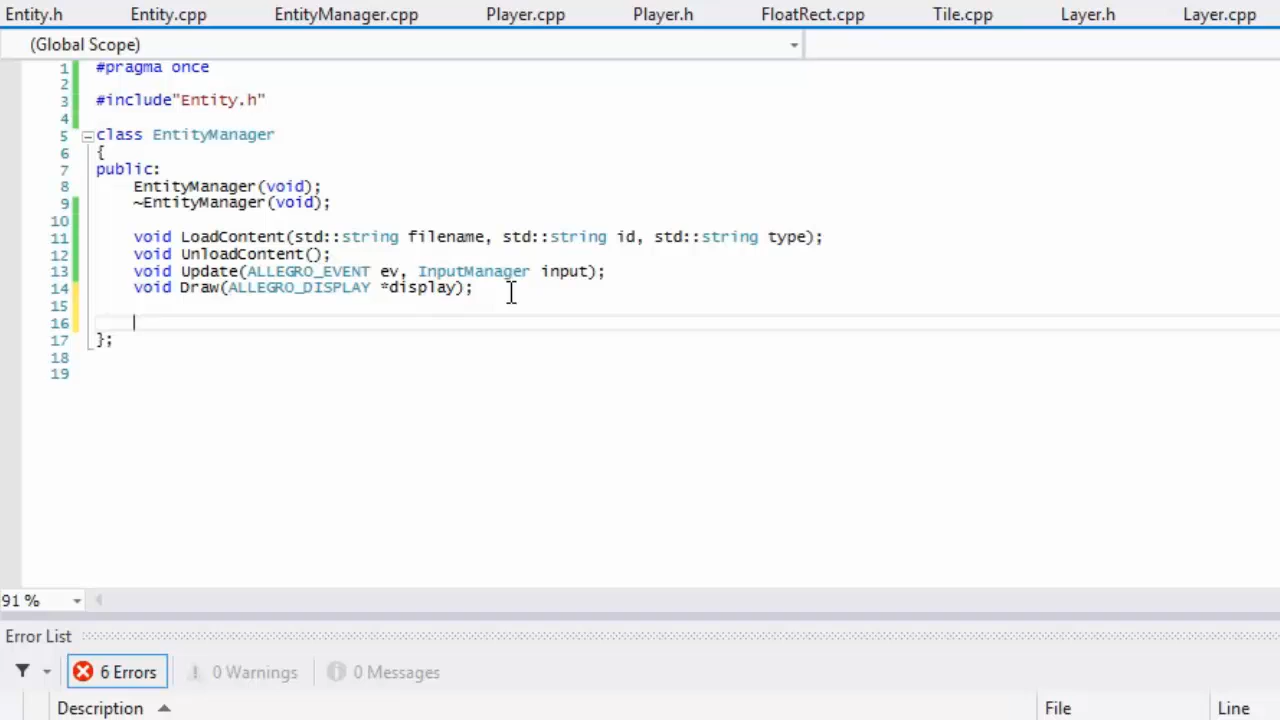 Entity.h Entity.cpp EntityManager.cpp Player.cpp Player.h FloatRect.cpp Tile.cpp Layer.h Layer.cpp
(Global Scope)
1 #pragma once
2
3 #include"Entity.h"
4
5 class EntityManager
6 {
7 public:
8 EntityManager(void);
9 ~EntityManager(void);
10
11 void LoadContent(std::string filename, std::string id, std::string type);
12 void UnloadContent();
13 void Update(ALLEGRO_EVENT ev, InputManager input);
14 void Draw(ALLEGRO_DISPLAY *display);
15
16
17 };
18
19
91 %
Error List
6 Errors 0 Warnings 0 Messages
Description File Line